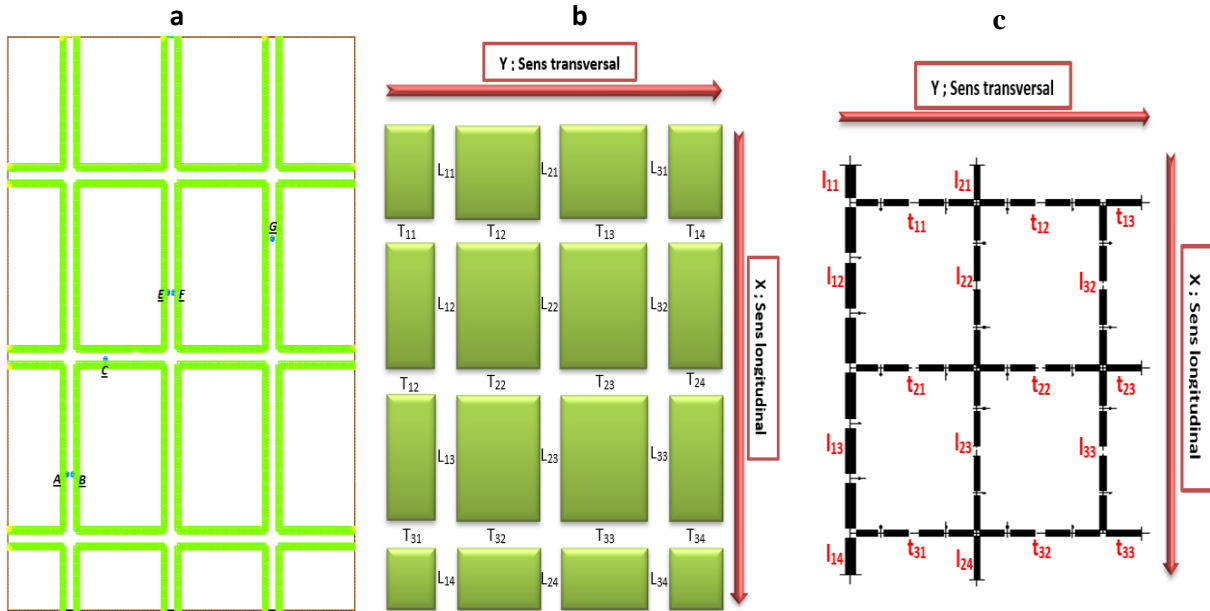 a
b
c
Y ; Sens transversal
Y ; Sens transversal
X ; Sens longitudinal
X ; Sens longitudinal
G
E F
C
A B
L11 L21 L31
T11 T12 T13 T14
L12 L22 L32
T12 T22 T23 T24
L13 L23 L33
T31 T32 T33 T34
L14 L24 L34
l11 l21
t11 t12 t13
l12 l22 l32
t21 t22 t23
l13 l23 l33
t31 t32 t33
l14 l24